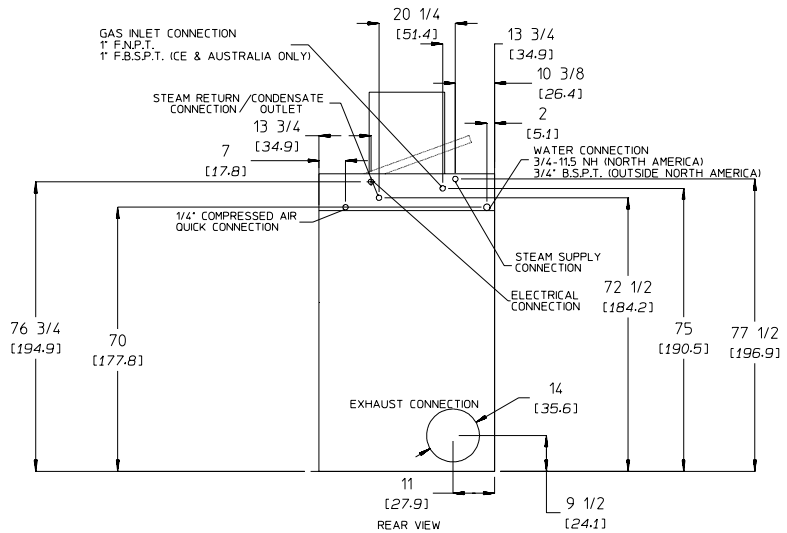 GAS INLET CONNECTION
1" F.N.P.T.
1" F.B.S.P.T. (CE & AUSTRALIA ONLY)
20 1/4
[51.4]
13 3/4
[34.9]
10 3/8
[26.4]
2
[5.1]
STEAM RETURN/CONDENSATE
CONNECTION OUTLET
13 3/4
[34.9]
7
[17.8]
WATER CONNECTION
3/4-11.5 NH (NORTH AMERICA)
3/4" B.S.P.T. (OUTSIDE NORTH AMERICA)
1/4" COMPRESSED AIR
QUICK CONNECTION
STEAM SUPPLY
CONNECTION
ELECTRICAL
CONNECTION
76 3/4
[194.9]
70
[177.8]
72 1/2
[184.2]
75
[190.5]
77 1/2
[196.9]
EXHAUST CONNECTION
14
[35.6]
11
[27.9]
9 1/2
[24.1]
REAR VIEW